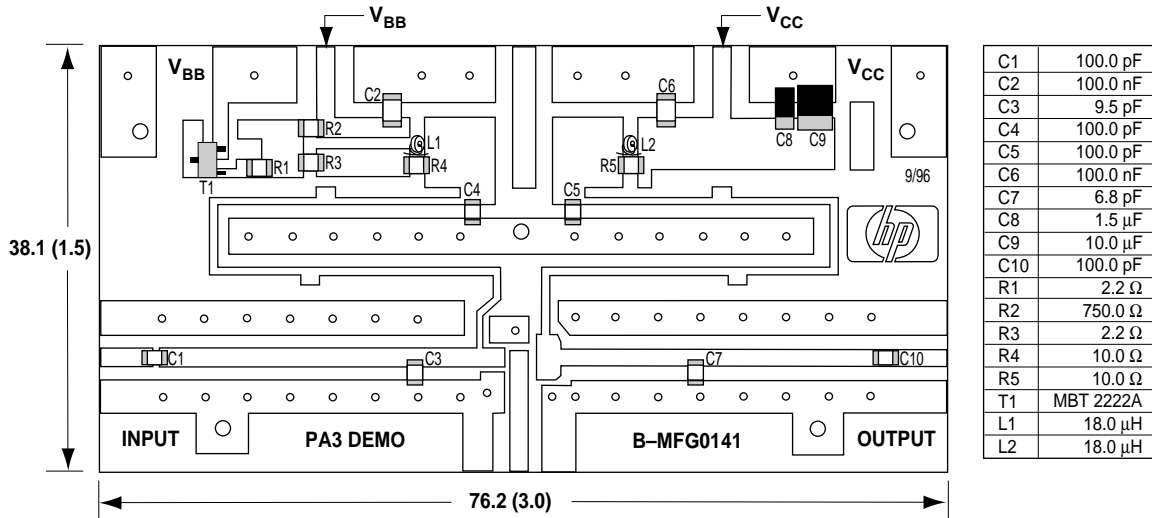 V_BB
V_CC
V_BB
V_CC
C2
C6
L1
L2
C8
C9
R2
R1
R3
R4
R5
T1
9/96
C4
C5
hp
38.1 (1.5)
C1
C3
C7
C10
INPUT
PA3 DEMO
B–MFG0141
OUTPUT
76.2 (3.0)
C1 100.0 pF
C2 100.0 nF
C3 9.5 pF
C4 100.0 pF
C5 100.0 pF
C6 100.0 nF
C7 6.8 pF
C8 1.5 µF
C9 10.0 µF
C10 100.0 pF
R1 2.2 Ω
R2 750.0 Ω
R3 2.2 Ω
R4 10.0 Ω
R5 10.0 Ω
T1 MBT 2222A
L1 18.0 µH
L2 18.0 µH